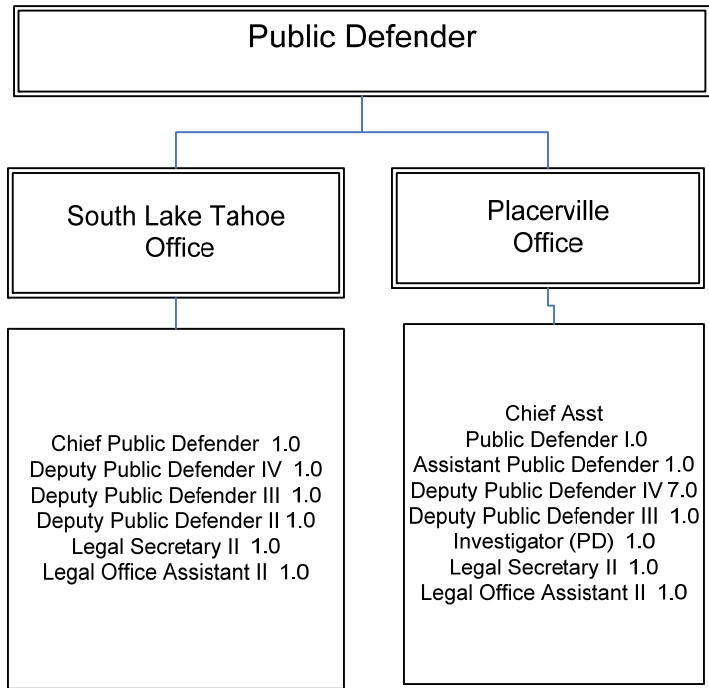 Public Defender
South Lake Tahoe
Office
Placerville
Office
Chief Public Defender 1.0
Deputy Public Defender IV 1.0
Deputy Public Defender III 1.0
Deputy Public Defender II 1.0
Legal Secretary II 1.0
Legal Office Assistant II 1.0
Chief Asst
Public Defender I.0
Assistant Public Defender 1.0
Deputy Public Defender IV 7.0
Deputy Public Defender III 1.0
Investigator (PD) 1.0
Legal Secretary II 1.0
Legal Office Assistant II 1.0